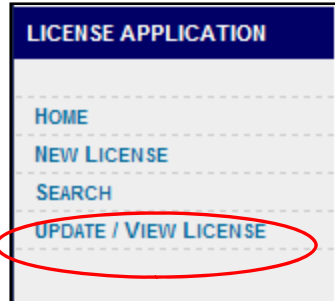 LICENSE APPLICATION
HOME
NEW LICENSE
SEARCH
UPDATE / VIEW LICENSE